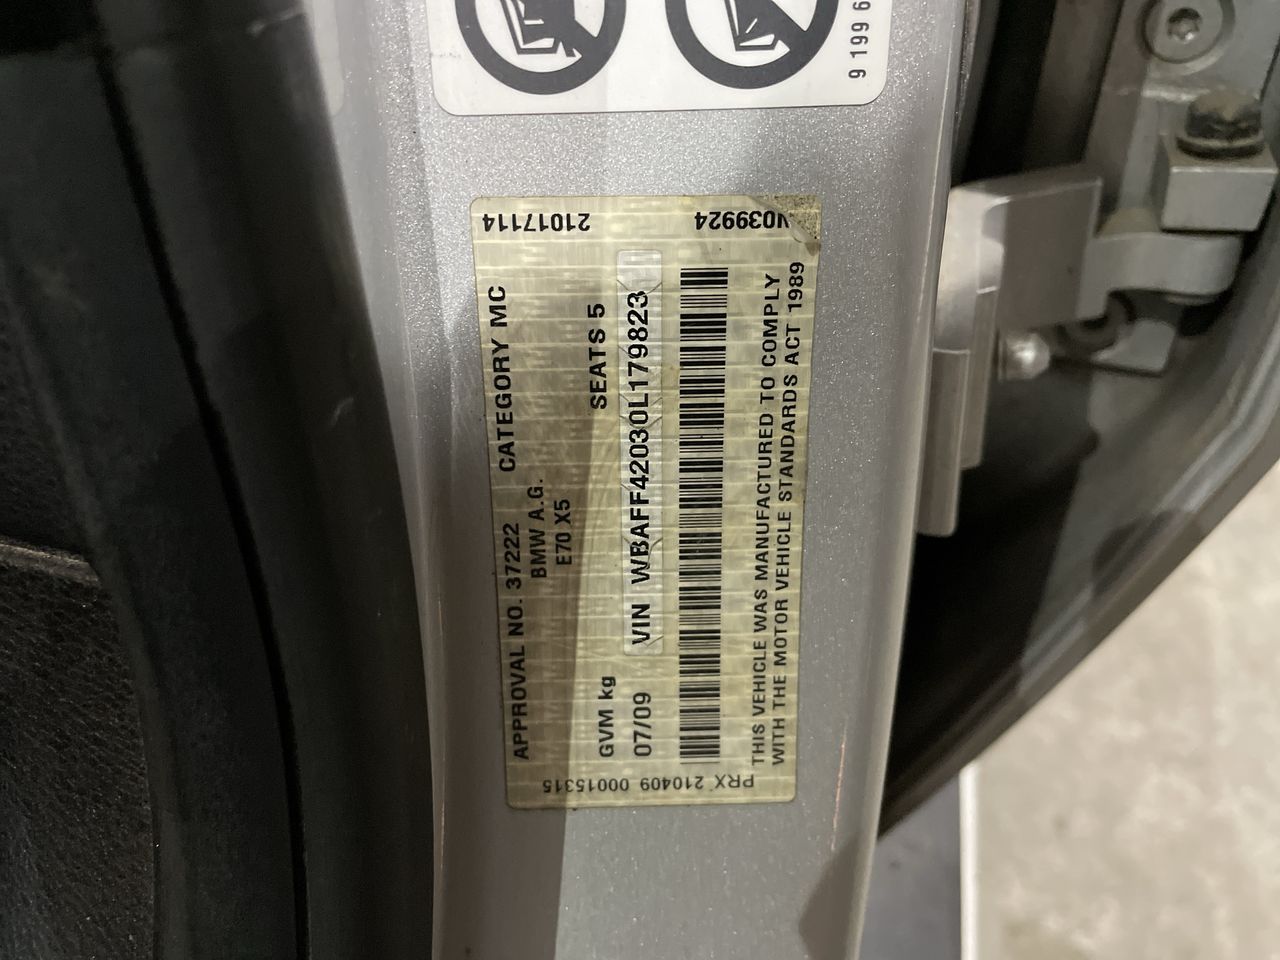 9 199 6
21017114
V039924
APPROVAL NO. 37222 CATEGORY MC
BMW A.G.
E70 X5
GVM kg SEATS 5
07/09 VIN WBAFF42030L179823
THIS VEHICLE WAS MANUFACTURED TO COMPLY
WITH THE MOTOR VEHICLE STANDARDS ACT 1989
PRX 210409 00015315